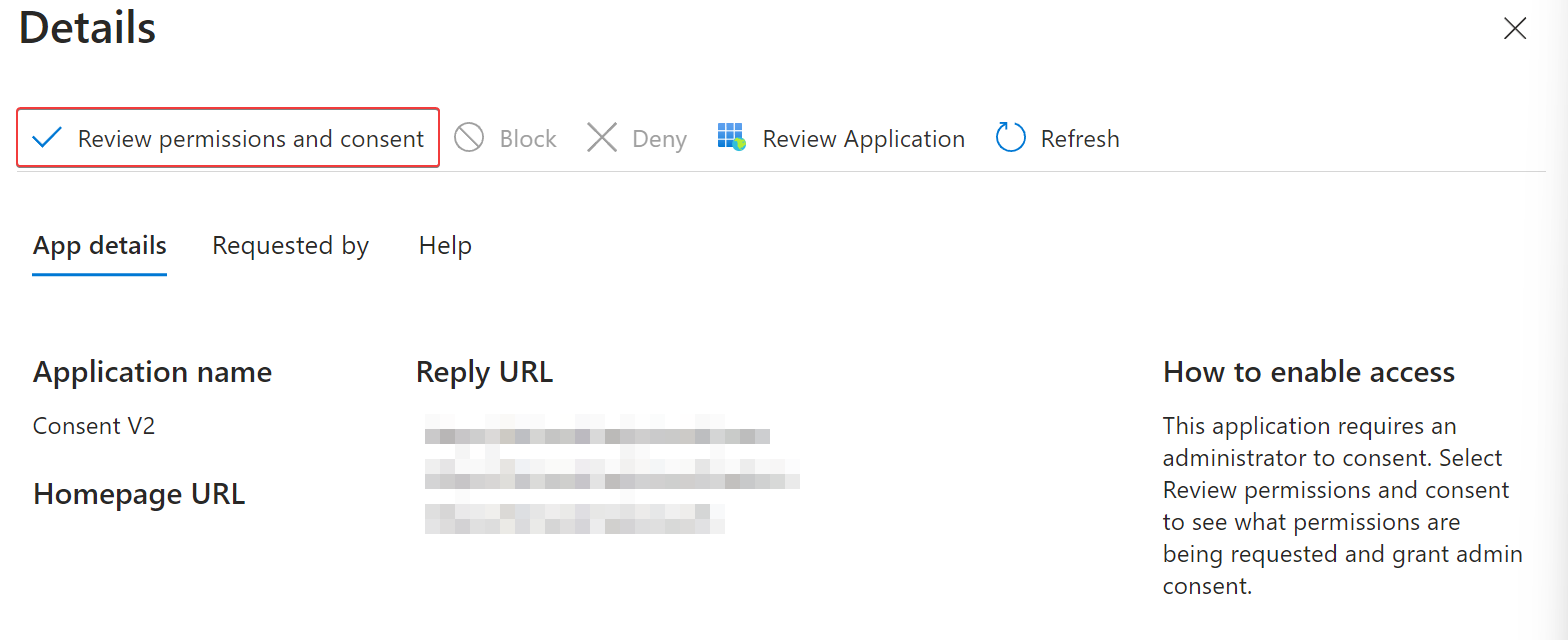 Details
Review permissions and consent
Block
Deny
Review Application
Refresh
App details
Requested by
Help
Application name
Consent V2
Homepage URL
Reply URL
How to enable access
This application requires an
administrator to consent. Select
Review permissions and consent
to see what permissions are
being requested and grant admin
consent.